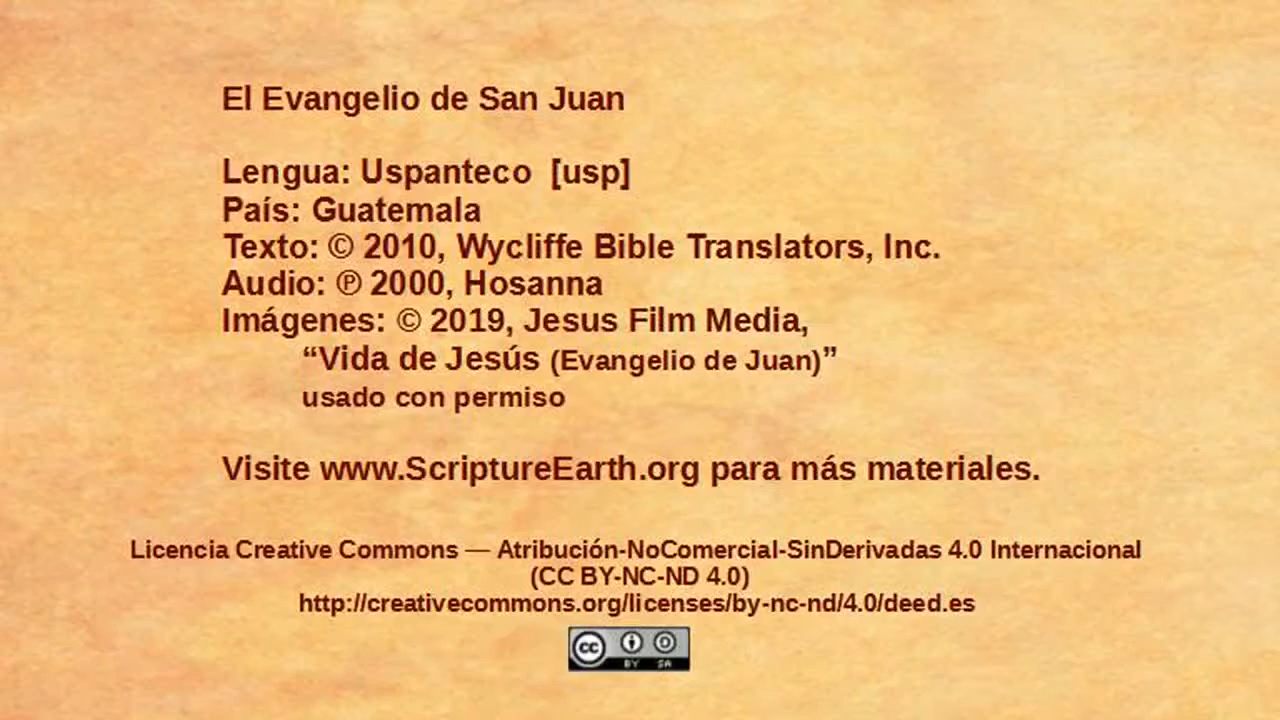 El Evangelio de San Juan
Lengua: Uspanteco [usp]
País: Guatemala
Texto: © 2010, Wycliffe Bible Translators, Inc.
Audio: ℗ 2000, Hosanna
Imágenes: © 2019, Jesus Film Media,
“Vida de Jesús (Evangelio de Juan)”
usado con permiso
Visite www.ScriptureEarth.org para más materiales.
Licencia Creative Commons — Atribución-NoComercial-SinDerivadas 4.0 Internacional
(CC BY-NC-ND 4.0)
http://creativecommons.org/licenses/by-nc-nd/4.0/deed.es
cc
BY SA